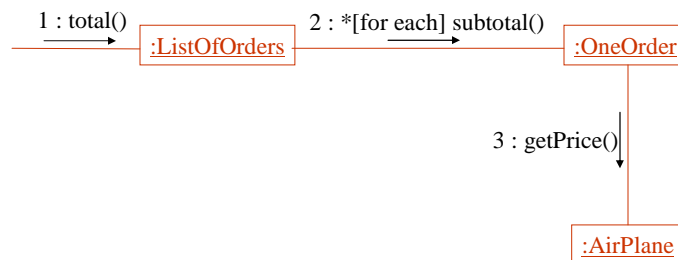 1 : total()
:ListOfOrders
2 : *[for each] subtotal()
:OneOrder
3 : getPrice()
:AirPlane